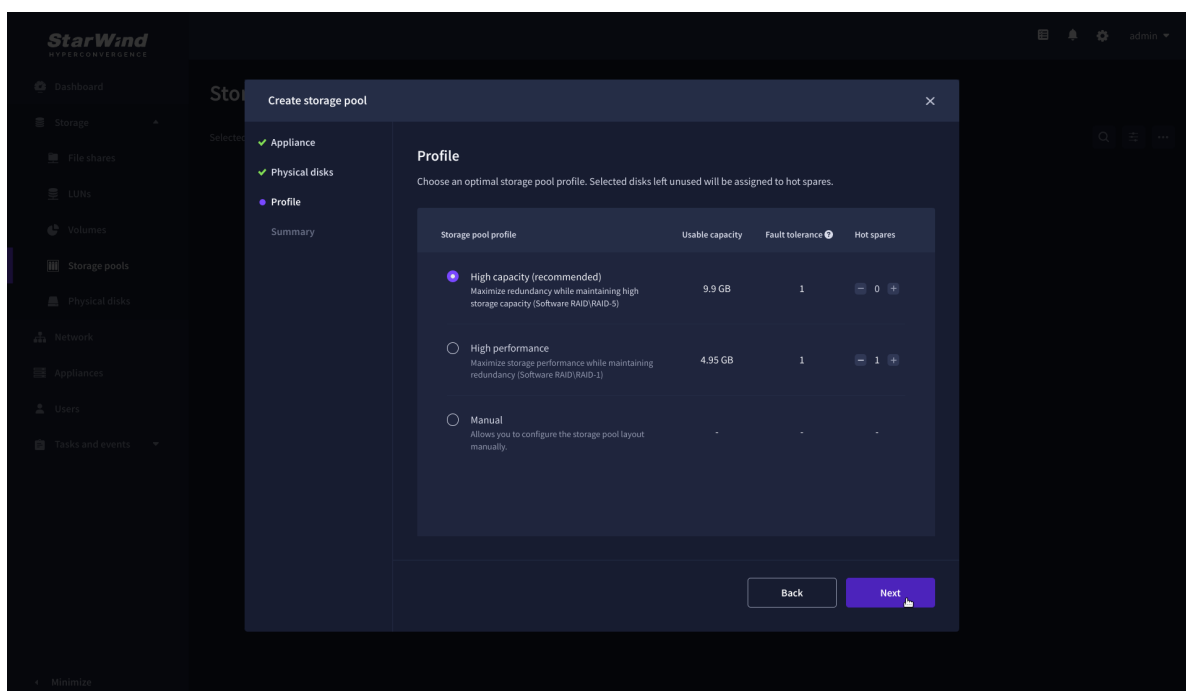 StarWind
HYPERCONVERGENCE
admin
Dashboard
Storage
File shares
LUNs
Volumes
Storage pools
Physical disks
Network
Appliances
Users
Tasks and events
Minimize
Stor
Selected
Create storage pool
Appliance
Physical disks
Profile
Summary
Profile
Choose an optimal storage pool profile. Selected disks left unused will be assigned to hot spares.
Storage pool profile Usable capacity Fault tolerance ? Hot spares
High capacity (recommended)
Maximize redundancy while maintaining high
storage capacity (Software RAID\RAID-5)
9.9 GB 1 − 0 +
High performance
Maximize storage performance while maintaining
redundancy (Software RAID\RAID-1)
4.95 GB 1 − 1 +
Manual
Allows you to configure the storage pool layout
manually.
- - -
Back Next